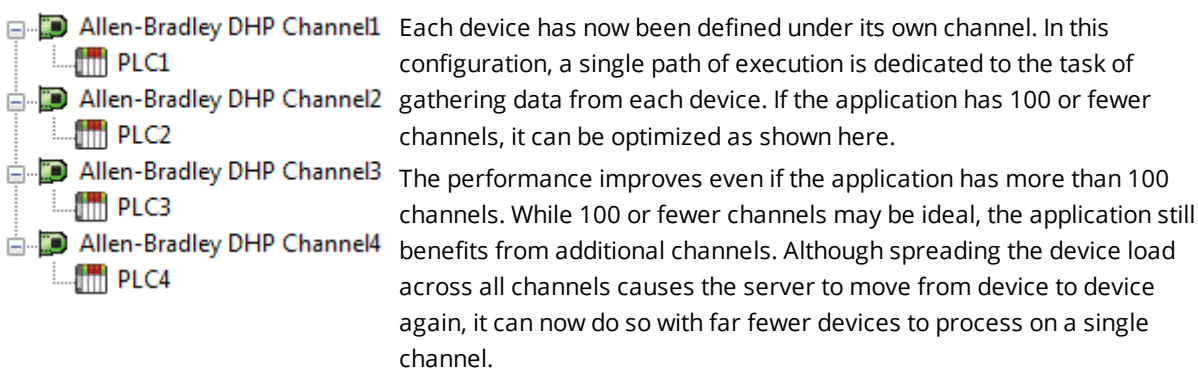 Allen-Bradley DHP Channel1
PLC1
Allen-Bradley DHP Channel2
PLC2
Allen-Bradley DHP Channel3
PLC3
Allen-Bradley DHP Channel4
PLC4
Each device has now been defined under its own channel. In this
configuration, a single path of execution is dedicated to the task of
gathering data from each device. If the application has 100 or fewer
channels, it can be optimized as shown here.
The performance improves even if the application has more than 100
channels. While 100 or fewer channels may be ideal, the application still
benefits from additional channels. Although spreading the device load
across all channels causes the server to move from device to device
again, it can now do so with far fewer devices to process on a single
channel.